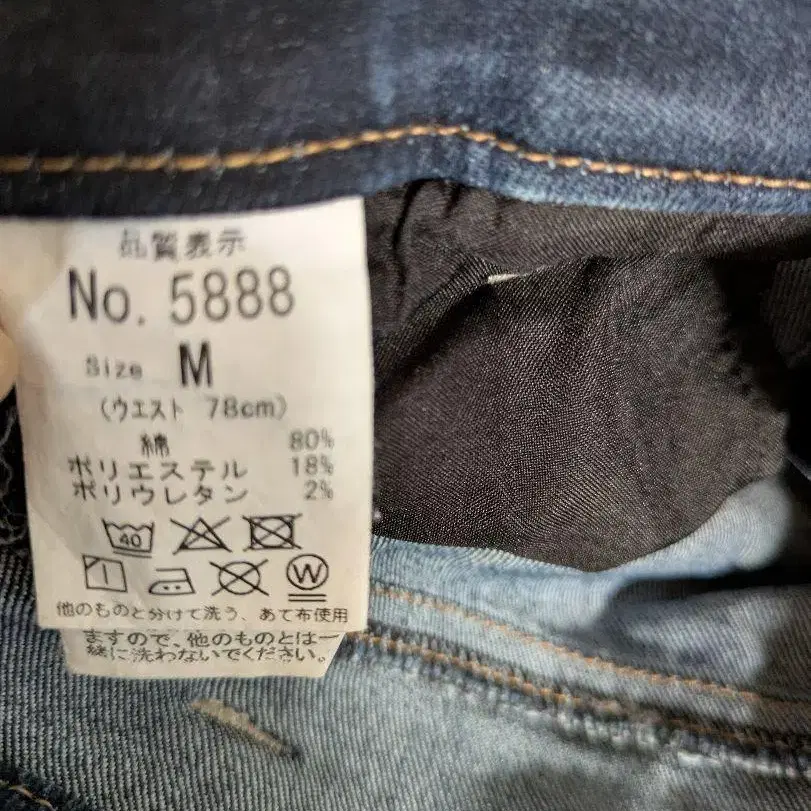 品質表示
No. 5888
Size M
(ウエスト 78cm)
綿 80%
ポリエステル 18%
ポリウレタン 2%
40
W
他のものと分けて洗う、あて布使用
ますので、他のものとは一
緒に洗わないでください。